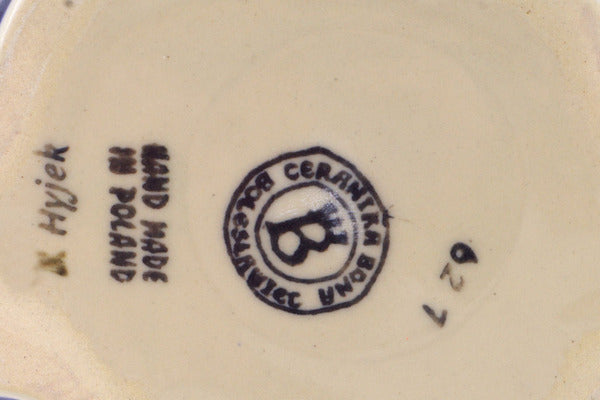 627
CERAMIKA BONA
BOLESŁAWIEC
B
HAND MADE
IN POLAND
Hyjek